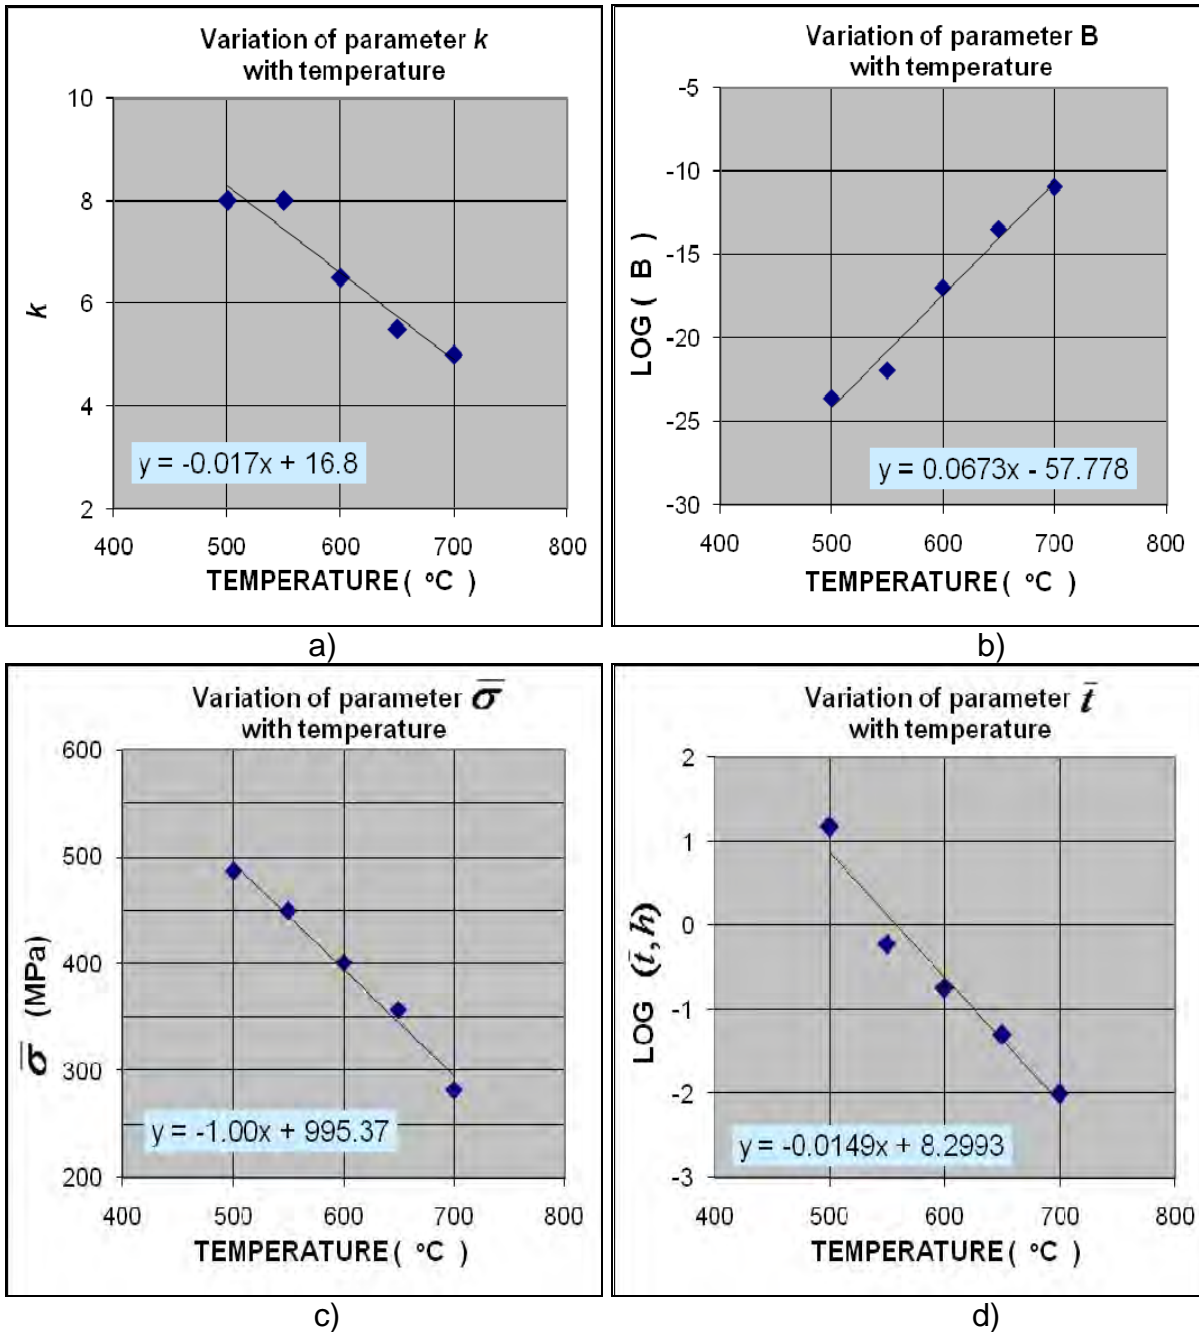 Variation of parameter k
with temperature
10
8
6
4
2
k
y = -0.017x + 16.8
400 500 600 700 800
TEMPERATURE ( °C )
a)
Variation of parameter B
with temperature
-5
-10
-15
-20
-25
-30
LOG ( B )
y = 0.0673x - 57.778
400 500 600 700 800
TEMPERATURE ( °C )
b)
Variation of parameter σ̅
with temperature
600
500
400
300
200
σ̅ (MPa)
y = -1.00x + 995.37
400 500 600 700 800
TEMPERATURE ( °C )
c)
Variation of parameter t̄
with temperature
2
1
0
-1
-2
-3
LOG (t̄, h)
y = -0.0149x + 8.2993
400 500 600 700 800
TEMPERATURE ( °C )
d)